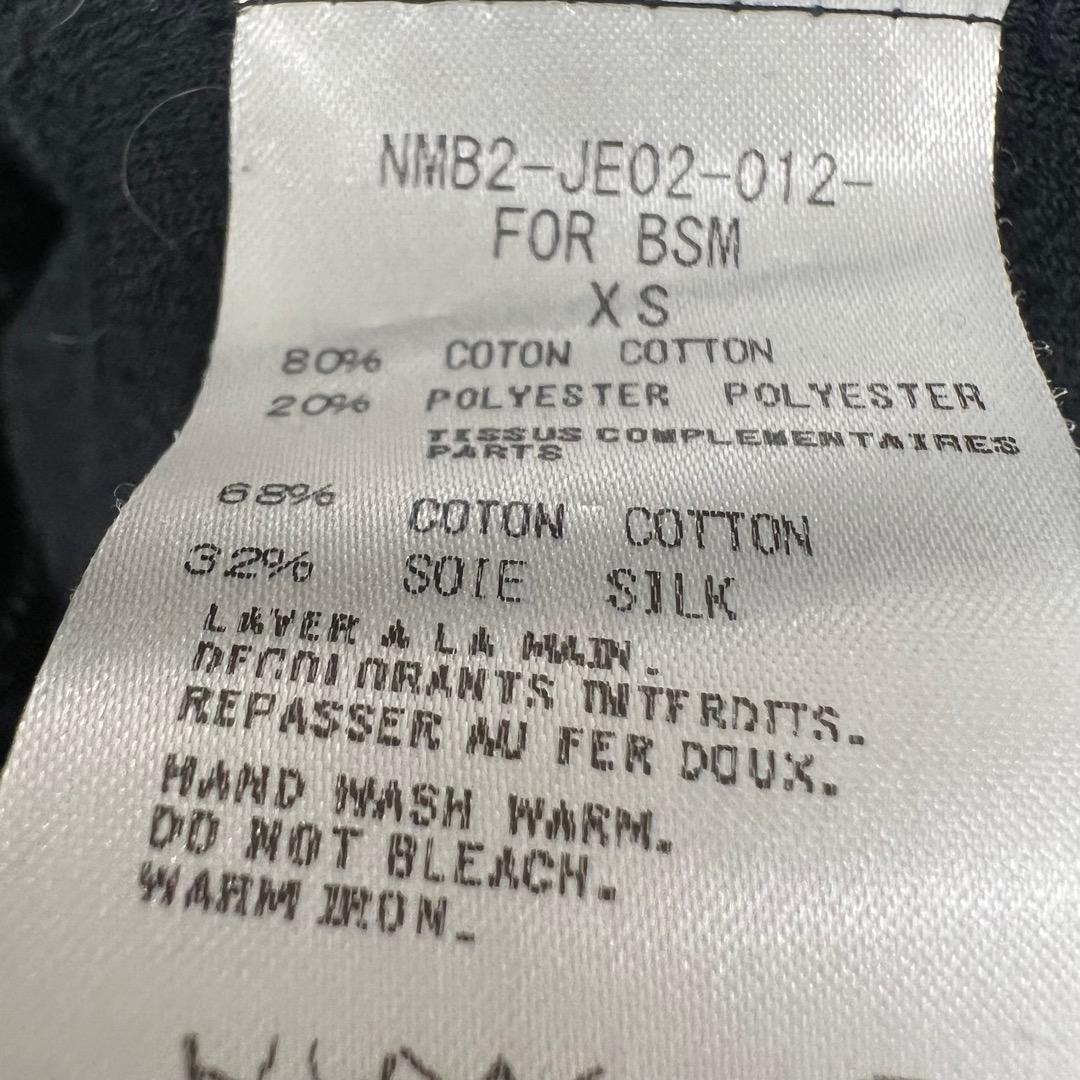 NMB2-JE02-012-
FOR BSM
XS
80% COTON COTTON
20% POLYESTER POLYESTER
TISSUS COMPLEMENTAIRES
PARTS
68% COTON COTTON
32% SOIE SILK
LAVER A LA MAIN.
DECOLORANTS INTERDITS.
REPASSER AU FER DOUX.
HAND WASH WARM.
DO NOT BLEACH.
WARM IRON.